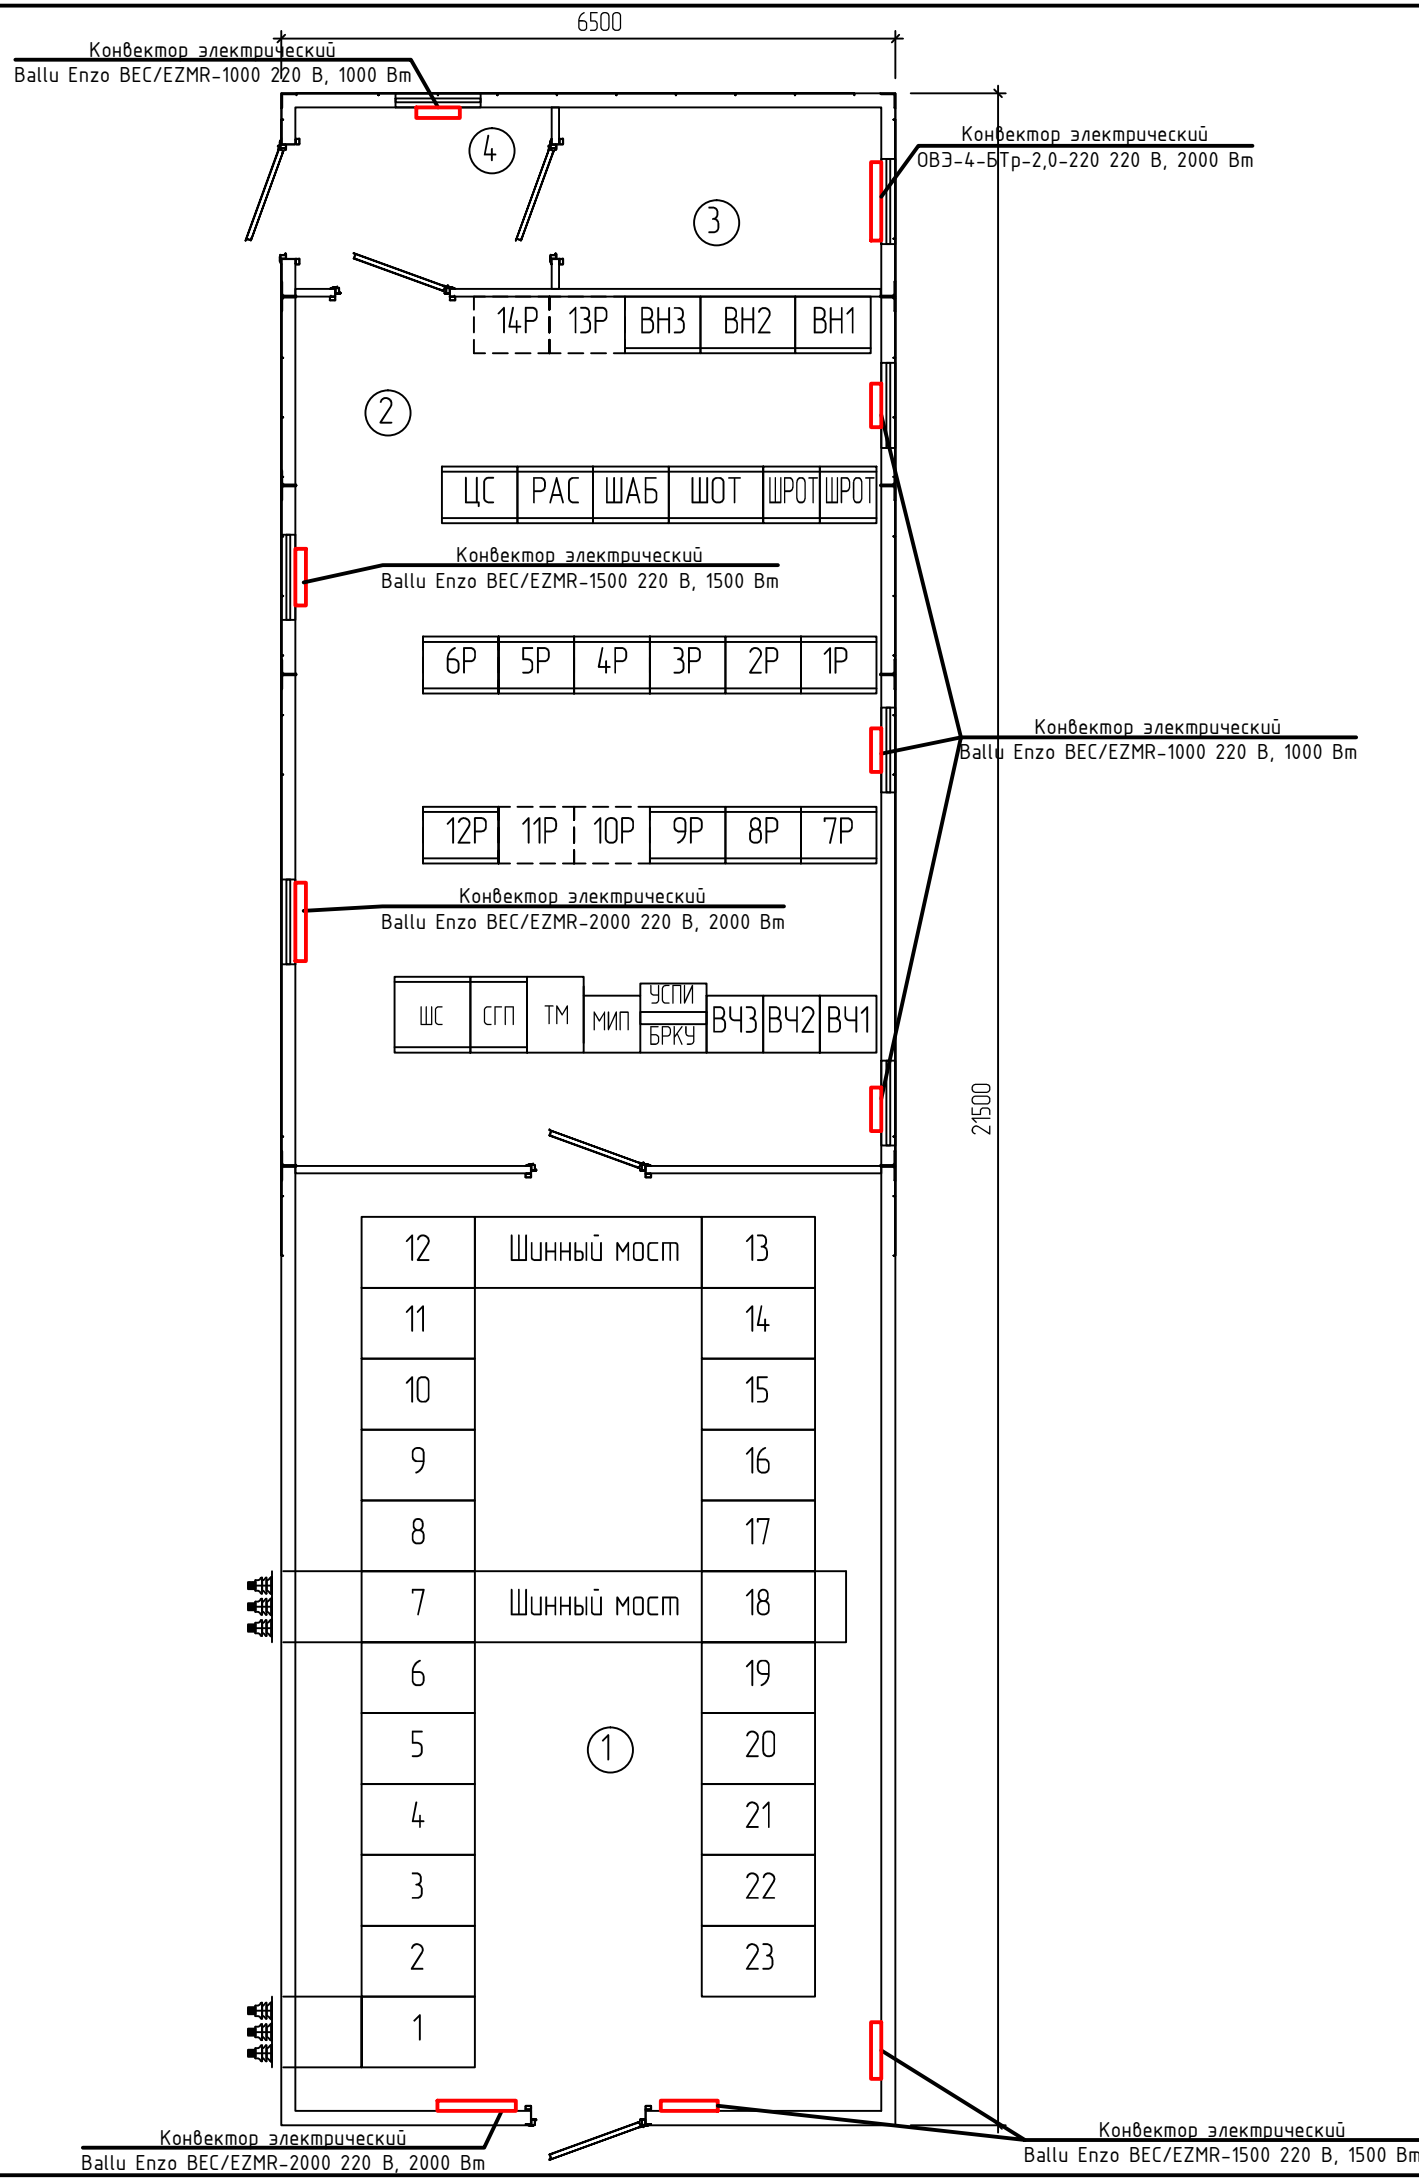 6500
Конвектор электрический
Ballu Enzo BEC/EZMR-1000 220 В, 1000 Вт
Конвектор электрический
ОВЭ-4-БТр-2,0-220 220 В, 2000 Вт
4
3
14Р 13Р ВН3 ВН2 ВН1
2
ЦС РАС ШАБ ШОТ ШРОТ ШРОТ
Конвектор электрический
Ballu Enzo BEC/EZMR-1500 220 В, 1500 Вт
6Р 5Р 4Р 3Р 2Р 1Р
Конвектор электрический
Ballu Enzo BEC/EZMR-1000 220 В, 1000 Вт
12Р 11Р 10Р 9Р 8Р 7Р
Конвектор электрический
Ballu Enzo BEC/EZMR-2000 220 В, 2000 Вт
ШС СГП ТМ МИП УСПИ БРКУ ВЧ3 ВЧ2 ВЧ1
21500
12 Шинный мост 13
11 14
10 15
9 16
8 17
7 Шинный мост 18
6 19
5 1 20
4 21
3 22
2 23
1
Конвектор электрический
Ballu Enzo BEC/EZMR-2000 220 В, 2000 Вт
Конвектор электрический
Ballu Enzo BEC/EZMR-1500 220 В, 1500 Вт